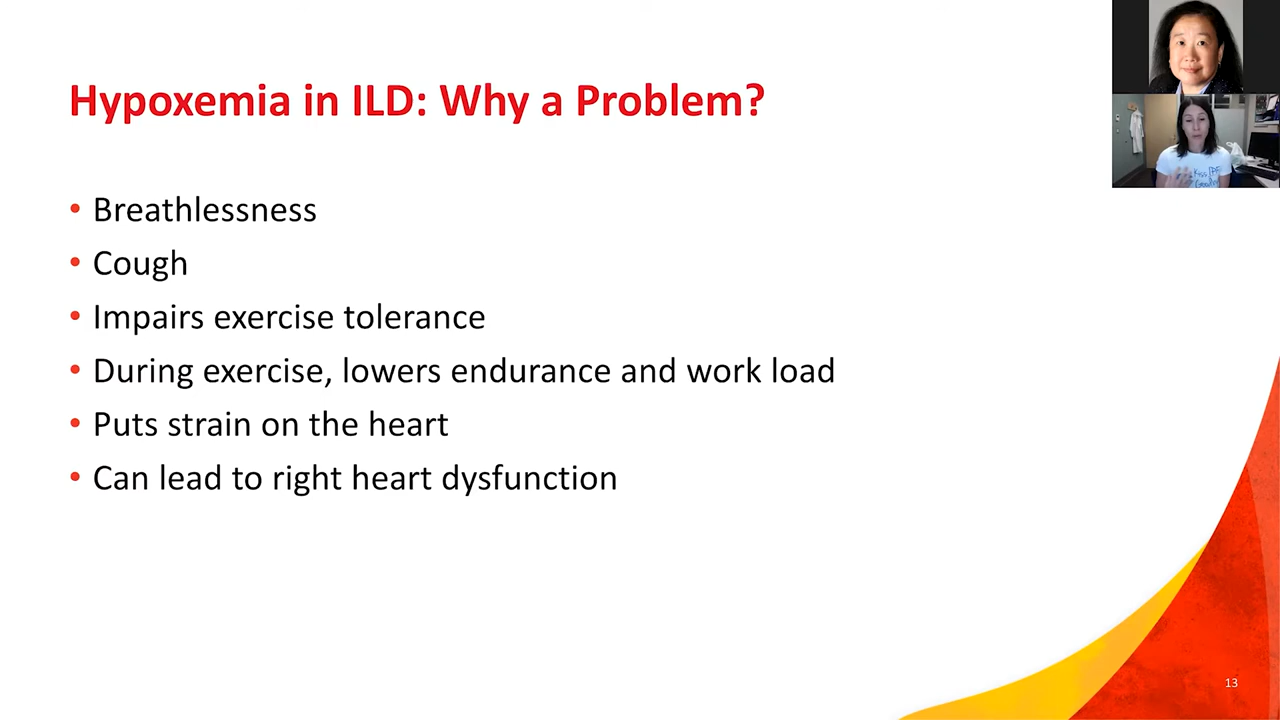 Hypoxemia in ILD: Why a Problem?
• Breathlessness
• Cough
• Impairs exercise tolerance
• During exercise, lowers endurance and work load
• Puts strain on the heart
• Can lead to right heart dysfunction
Kiss
13